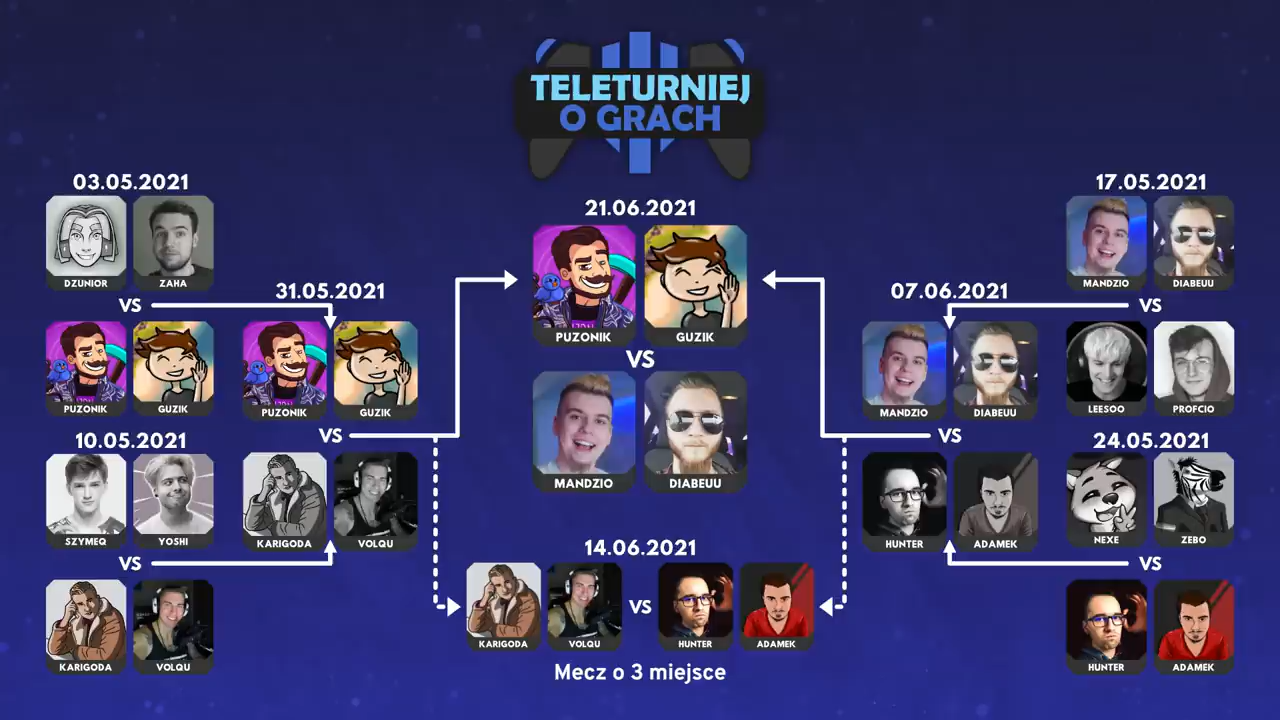 TELETURNIEJ
O GRACH
03.05.2021
DZUNIOR ZAHA
VS
PUZONIK GUZIK
10.05.2021
SZYMEQ YOSHI
VS
KARIGODA VOLQU
31.05.2021
PUZONIK GUZIK
VS
KARIGODA VOLQU
21.06.2021
PUZONIK GUZIK
VS
MANDZIO DIABEUU
14.06.2021
KARIGODA VOLQU VS HUNTER ADAMEK
Mecz o 3 miejsce
07.06.2021
MANDZIO DIABEUU
VS
HUNTER ADAMEK
17.05.2021
MANDZIO DIABEUU
VS
LEESOO PROFCIO
24.05.2021
NEXE ZEBO
VS
HUNTER ADAMEK